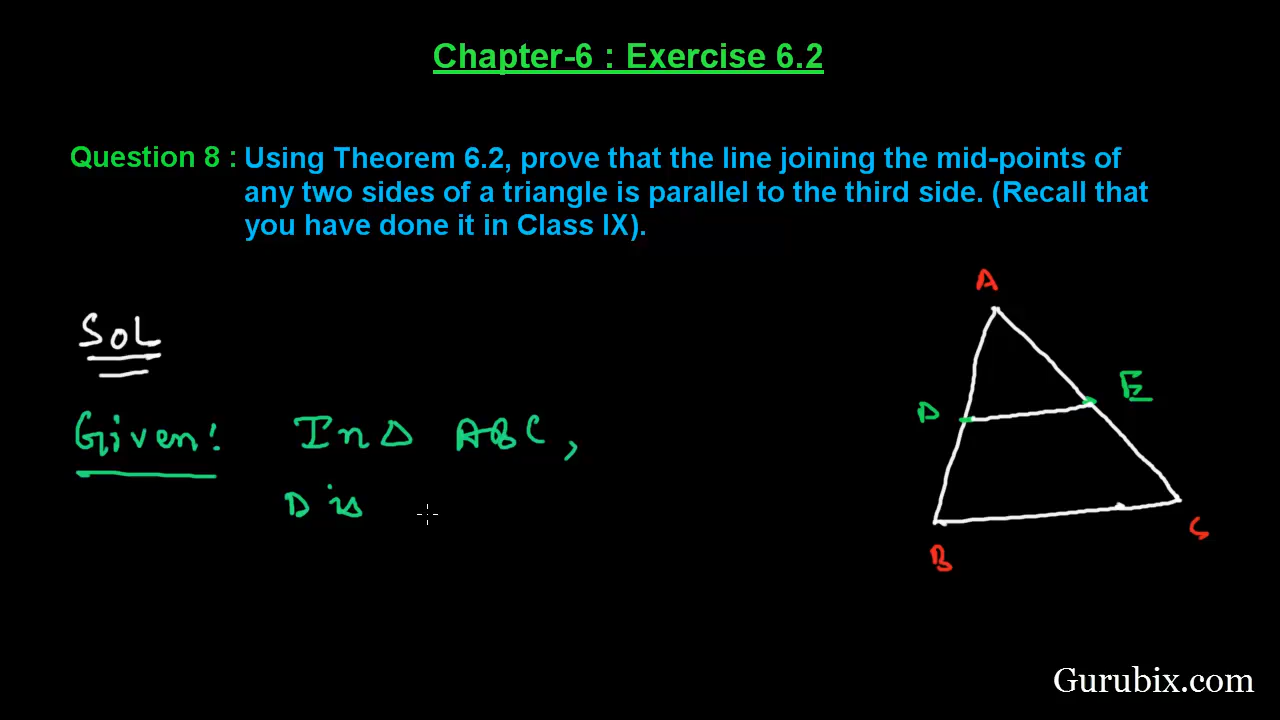 Chapter-6 : Exercise 6.2
Question 8 : Using Theorem 6.2, prove that the line joining the mid-points of
any two sides of a triangle is parallel to the third side. (Recall that
you have done it in Class IX).
A
SOL
E
D
Given! In Δ ABC,
D is
C
B
Gurubix.com